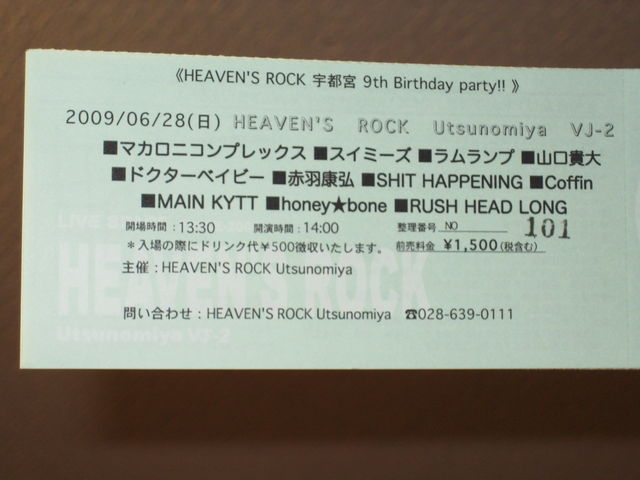 《HEAVEN'S ROCK 宇都宮 9th Birthday party!! 》
2009/06/28(日) HEAVEN'S ROCK Utsunomiya VJ-2
■マカロニコンプレックス ■スイミーズ ■ラムランプ ■山口貴大
■ドクターベイビー ■赤羽康弘 ■SHIT HAPPENING ■Coffin
■MAIN KYTT ■honey★bone ■RUSH HEAD LONG
開場時間：13:30 開演時間：14:00 整理番号 NO 101
＊入場の際にドリンク代￥500徴収いたします。 前売料金 ￥1,500(税含む)
主催：HEAVEN'S ROCK Utsunomiya
HEAVEN'S ROCK
問い合わせ：HEAVEN'S ROCK Utsunomiya ☎028-639-0111
Utsunomiya VJ-2